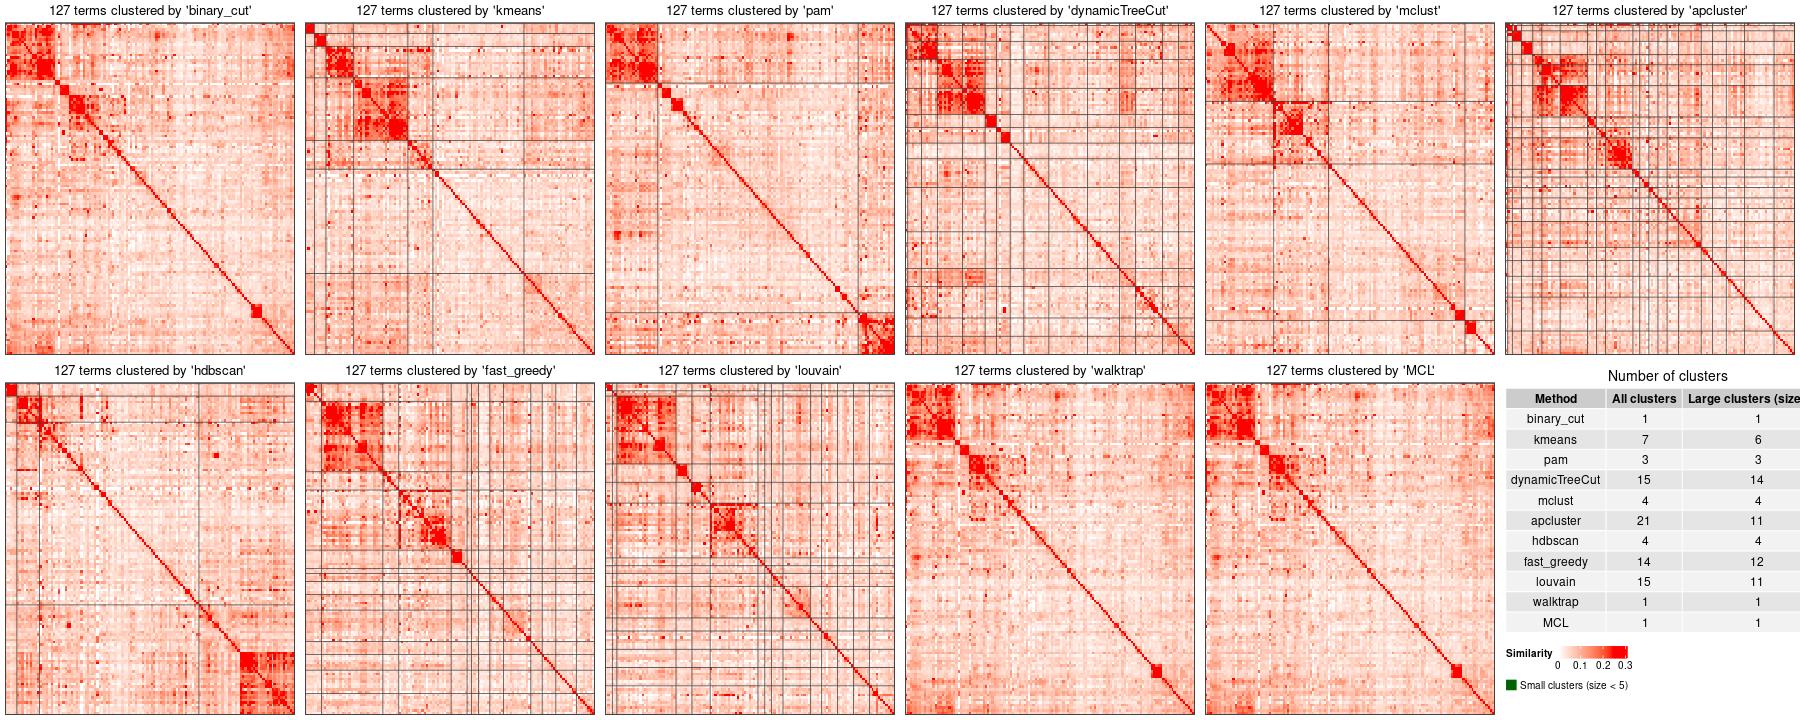 127 terms clustered by 'binary_cut'
127 terms clustered by 'kmeans'
127 terms clustered by 'pam'
127 terms clustered by 'dynamicTreeCut'
127 terms clustered by 'mclust'
127 terms clustered by 'apcluster'
127 terms clustered by 'hdbscan'
127 terms clustered by 'fast_greedy'
127 terms clustered by 'louvain'
127 terms clustered by 'walktrap'
127 terms clustered by 'MCL'
Number of clusters
Method All clusters Large clusters (size
binary_cut 1 1
kmeans 7 6
pam 3 3
dynamicTreeCut 15 14
mclust 4 4
apcluster 21 11
hdbscan 4 4
fast_greedy 14 12
louvain 15 11
walktrap 1 1
MCL 1 1
Similarity
0 0.1 0.2 0.3
Small clusters (size < 5)